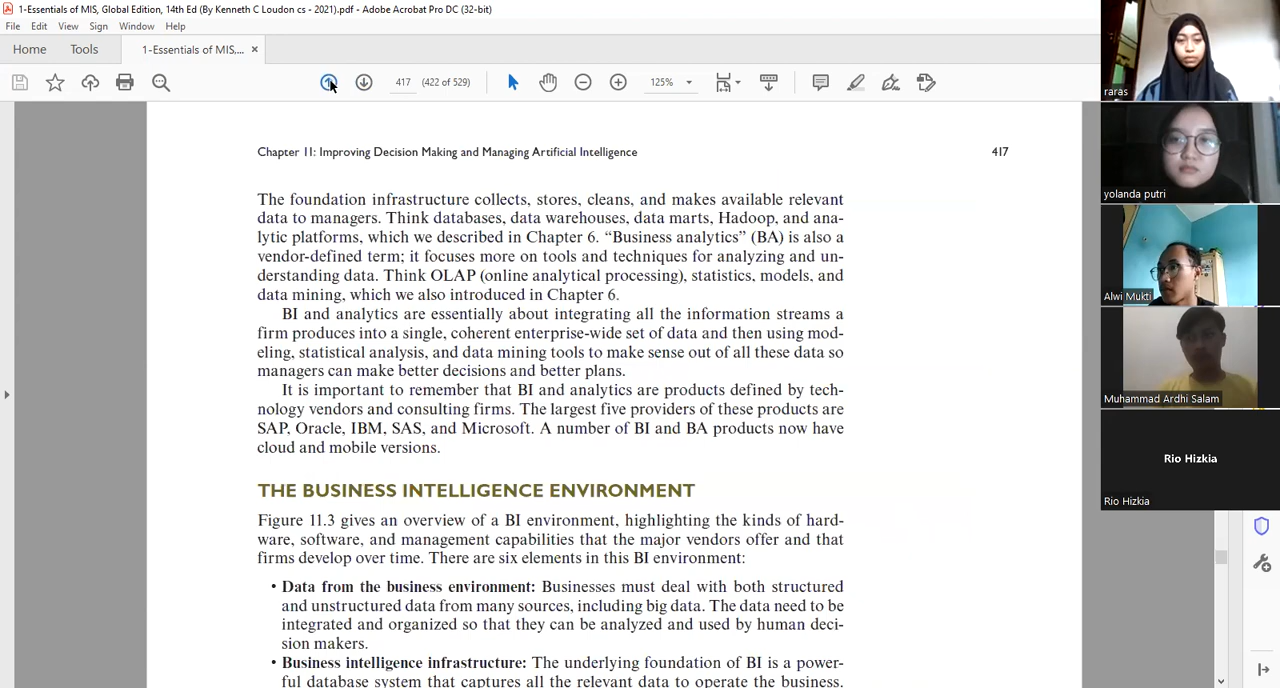 1-Essentials of MIS, Global Edition, 14th Ed (By Kenneth C Loudon cs - 2021).pdf - Adobe Acrobat Pro DC (32-bit)
File Edit View Sign Window Help
Home Tools 1-Essentials of MIS,... ×
417 (422 of 529) 125%
Chapter 11: Improving Decision Making and Managing Artificial Intelligence 417
The foundation infrastructure collects, stores, cleans, and makes available relevant
data to managers. Think databases, data warehouses, data marts, Hadoop, and ana-
lytic platforms, which we described in Chapter 6. “Business analytics” (BA) is also a
vendor-defined term; it focuses more on tools and techniques for analyzing and un-
derstanding data. Think OLAP (online analytical processing), statistics, models, and
data mining, which we also introduced in Chapter 6.
BI and analytics are essentially about integrating all the information streams a
firm produces into a single, coherent enterprise-wide set of data and then using mod-
eling, statistical analysis, and data mining tools to make sense out of all these data so
managers can make better decisions and better plans.
It is important to remember that BI and analytics are products defined by tech-
nology vendors and consulting firms. The largest five providers of these products are
SAP, Oracle, IBM, SAS, and Microsoft. A number of BI and BA products now have
cloud and mobile versions.
THE BUSINESS INTELLIGENCE ENVIRONMENT
Figure 11.3 gives an overview of a BI environment, highlighting the kinds of hard-
ware, software, and management capabilities that the major vendors offer and that
firms develop over time. There are six elements in this BI environment:
• Data from the business environment: Businesses must deal with both structured
and unstructured data from many sources, including big data. The data need to be
integrated and organized so that they can be analyzed and used by human deci-
sion makers.
• Business intelligence infrastructure: The underlying foundation of BI is a power-
ful database system that captures all the relevant data to operate the business.
raras
yolanda putri
Alwi Mukti
Muhammad Ardhi Salam
Rio Hizkia
Rio Hizkia